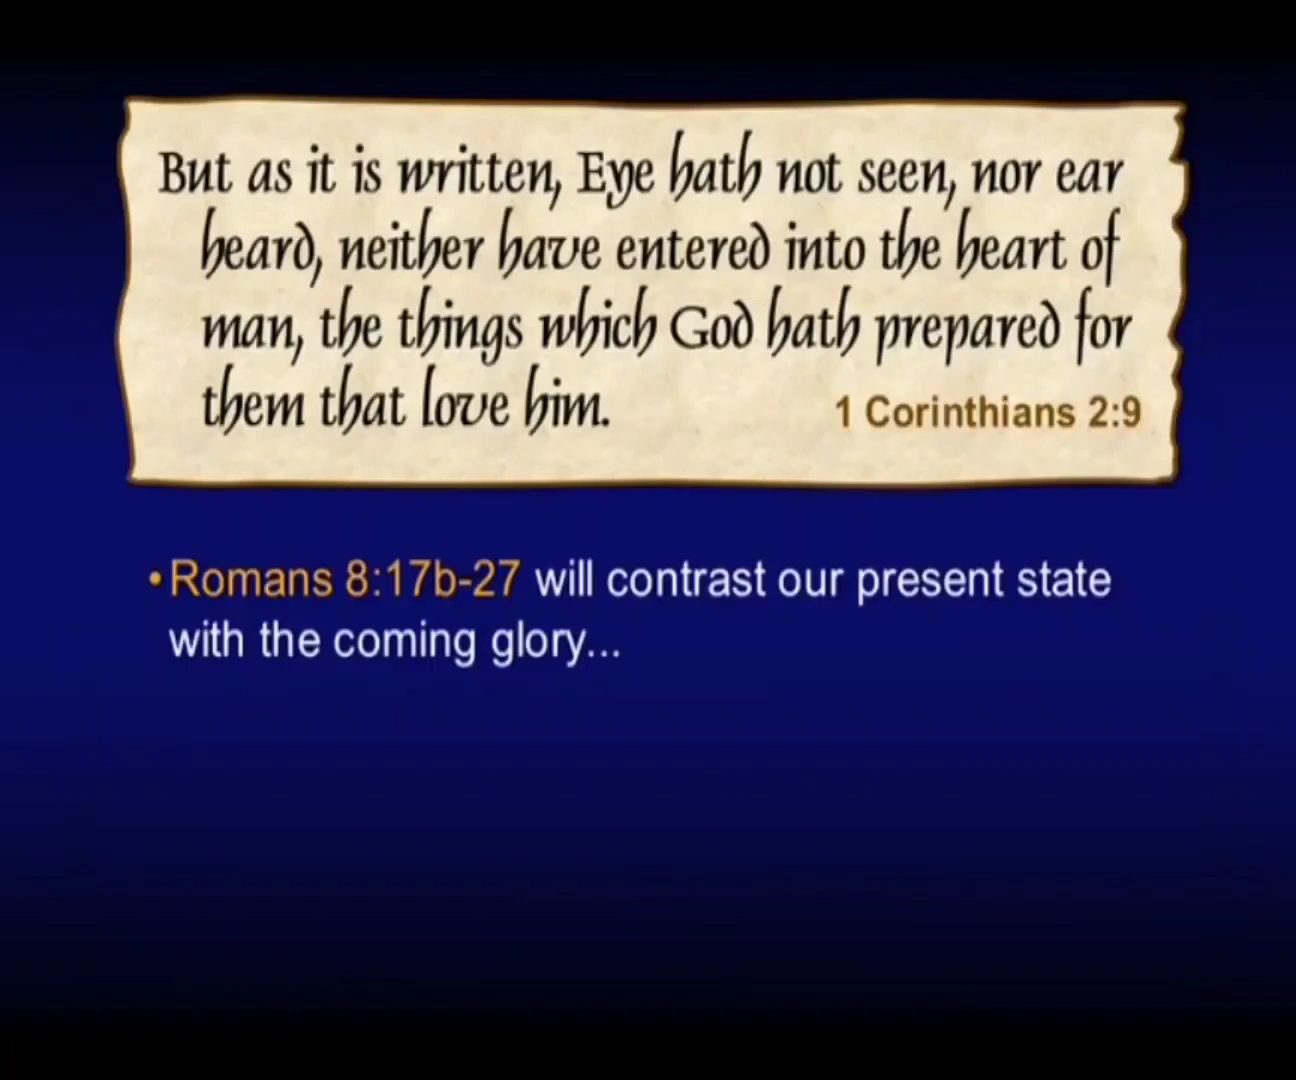 But as it is written, Eye hath not seen, nor ear
heard, neither have entered into the heart of
man, the things which God hath prepared for
them that love him.
1 Corinthians 2:9
•Romans 8:17b-27 will contrast our present state
with the coming glory...